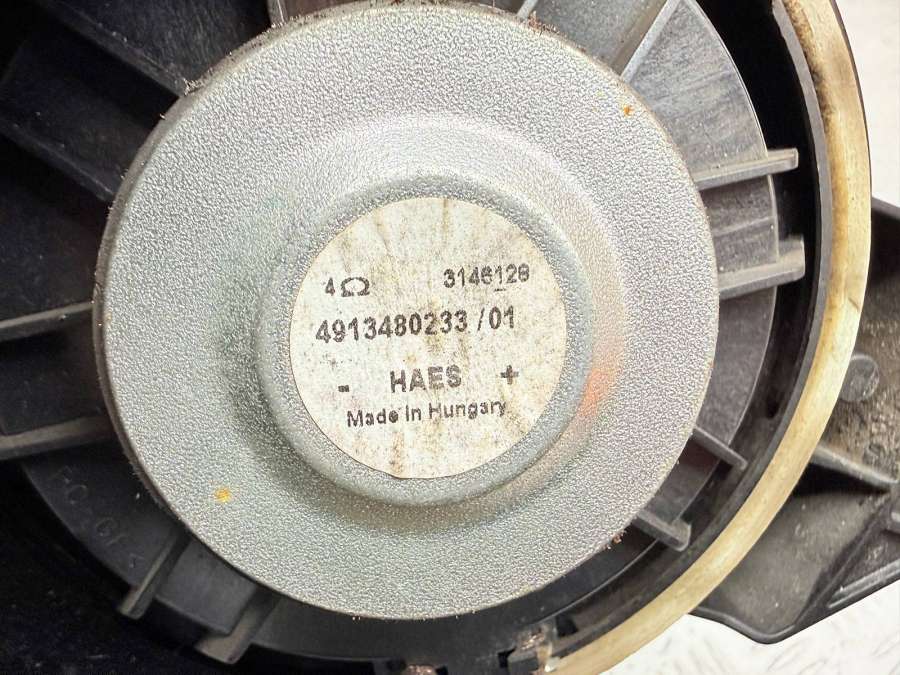 4Ω 3146128
4913480233/01
- HAES +
Made in Hungary